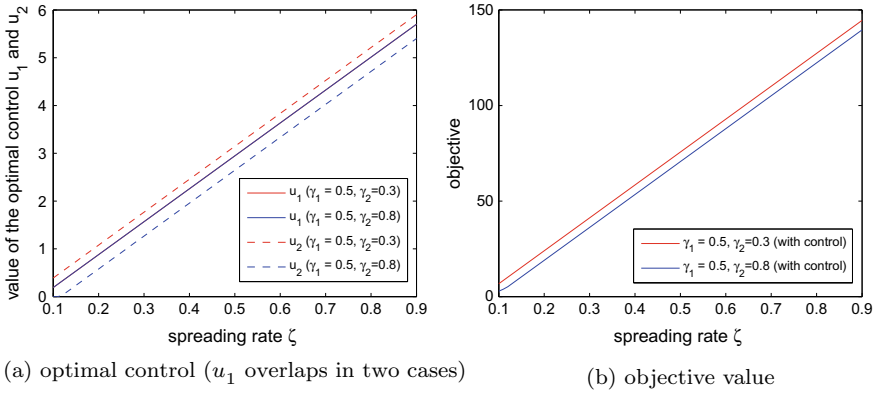 value of the optimal control u1 and u2
6
5
4
3
2
1
0
0.1 0.2 0.3 0.4 0.5 0.6 0.7 0.8 0.9
spreading rate ζ
u1 (γ1 = 0.5, γ2=0.3)
u1 (γ1 = 0.5, γ2=0.8)
u2 (γ1 = 0.5, γ2=0.3)
u2 (γ1 = 0.5, γ2=0.8)
(a) optimal control (u1 overlaps in two cases)
objective
150
100
50
0
0.1 0.2 0.3 0.4 0.5 0.6 0.7 0.8 0.9
spreading rate ζ
γ1 = 0.5, γ2=0.3 (with control)
γ1 = 0.5, γ2=0.8 (with control)
(b) objective value